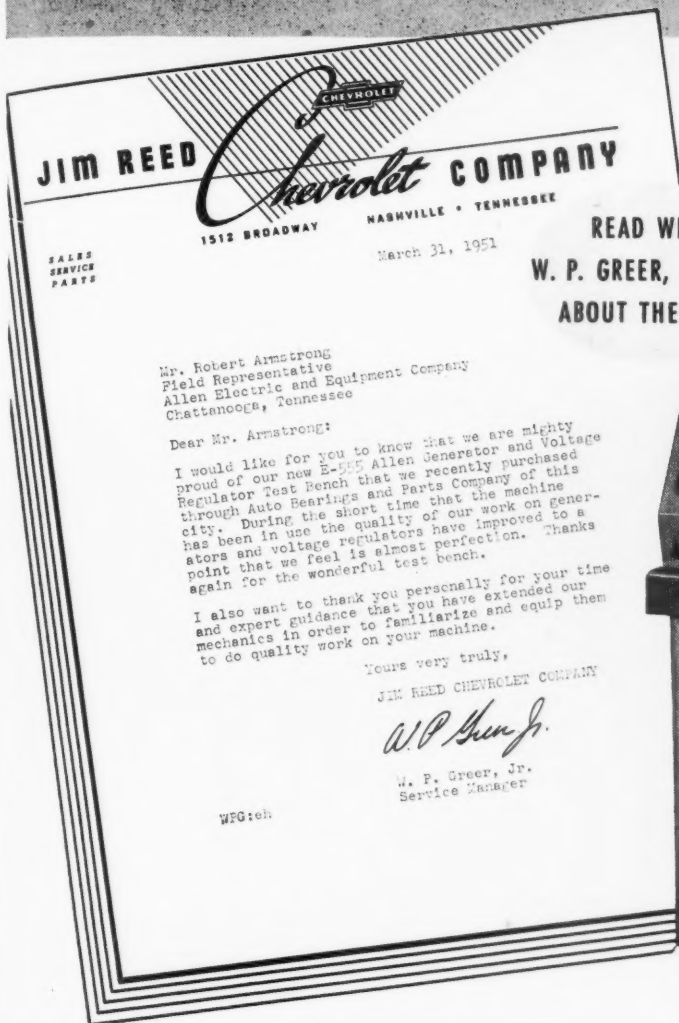 CHEVROLET
JIM REED Chevrolet COMPANY
1512 BROADWAY NASHVILLE • TENNESSEE
SALES
SERVICE
PARTS
March 31, 1951
READ
W. P. GREER,
ABOUT THE
Mr. Robert Armstrong
Field Representative
Allen Electric and Equipment Company
Chattanooga, Tennessee
Dear Mr. Armstrong:
I would like for you to know that we are mighty
proud of our new E-555 Allen Generator and Voltage
Regulator Test Bench that we recently purchased
through Auto Bearings and Parts Company of this
city. During the short time that the machine
has been in use the quality of our work on gener-
ators and voltage regulators have improved to a
point that we feel is almost perfection. Thanks
again for the wonderful test bench.
I also want to thank you personally for your time
and expert guidance that you have extended our
mechanics in order to familiarize and equip them
to do quality work on your machine.
Yours very truly,
JIM REED CHEVROLET COMPANY
W. P. Greer Jr.
W. P. Greer, Jr.
Service Manager
WPG:eh